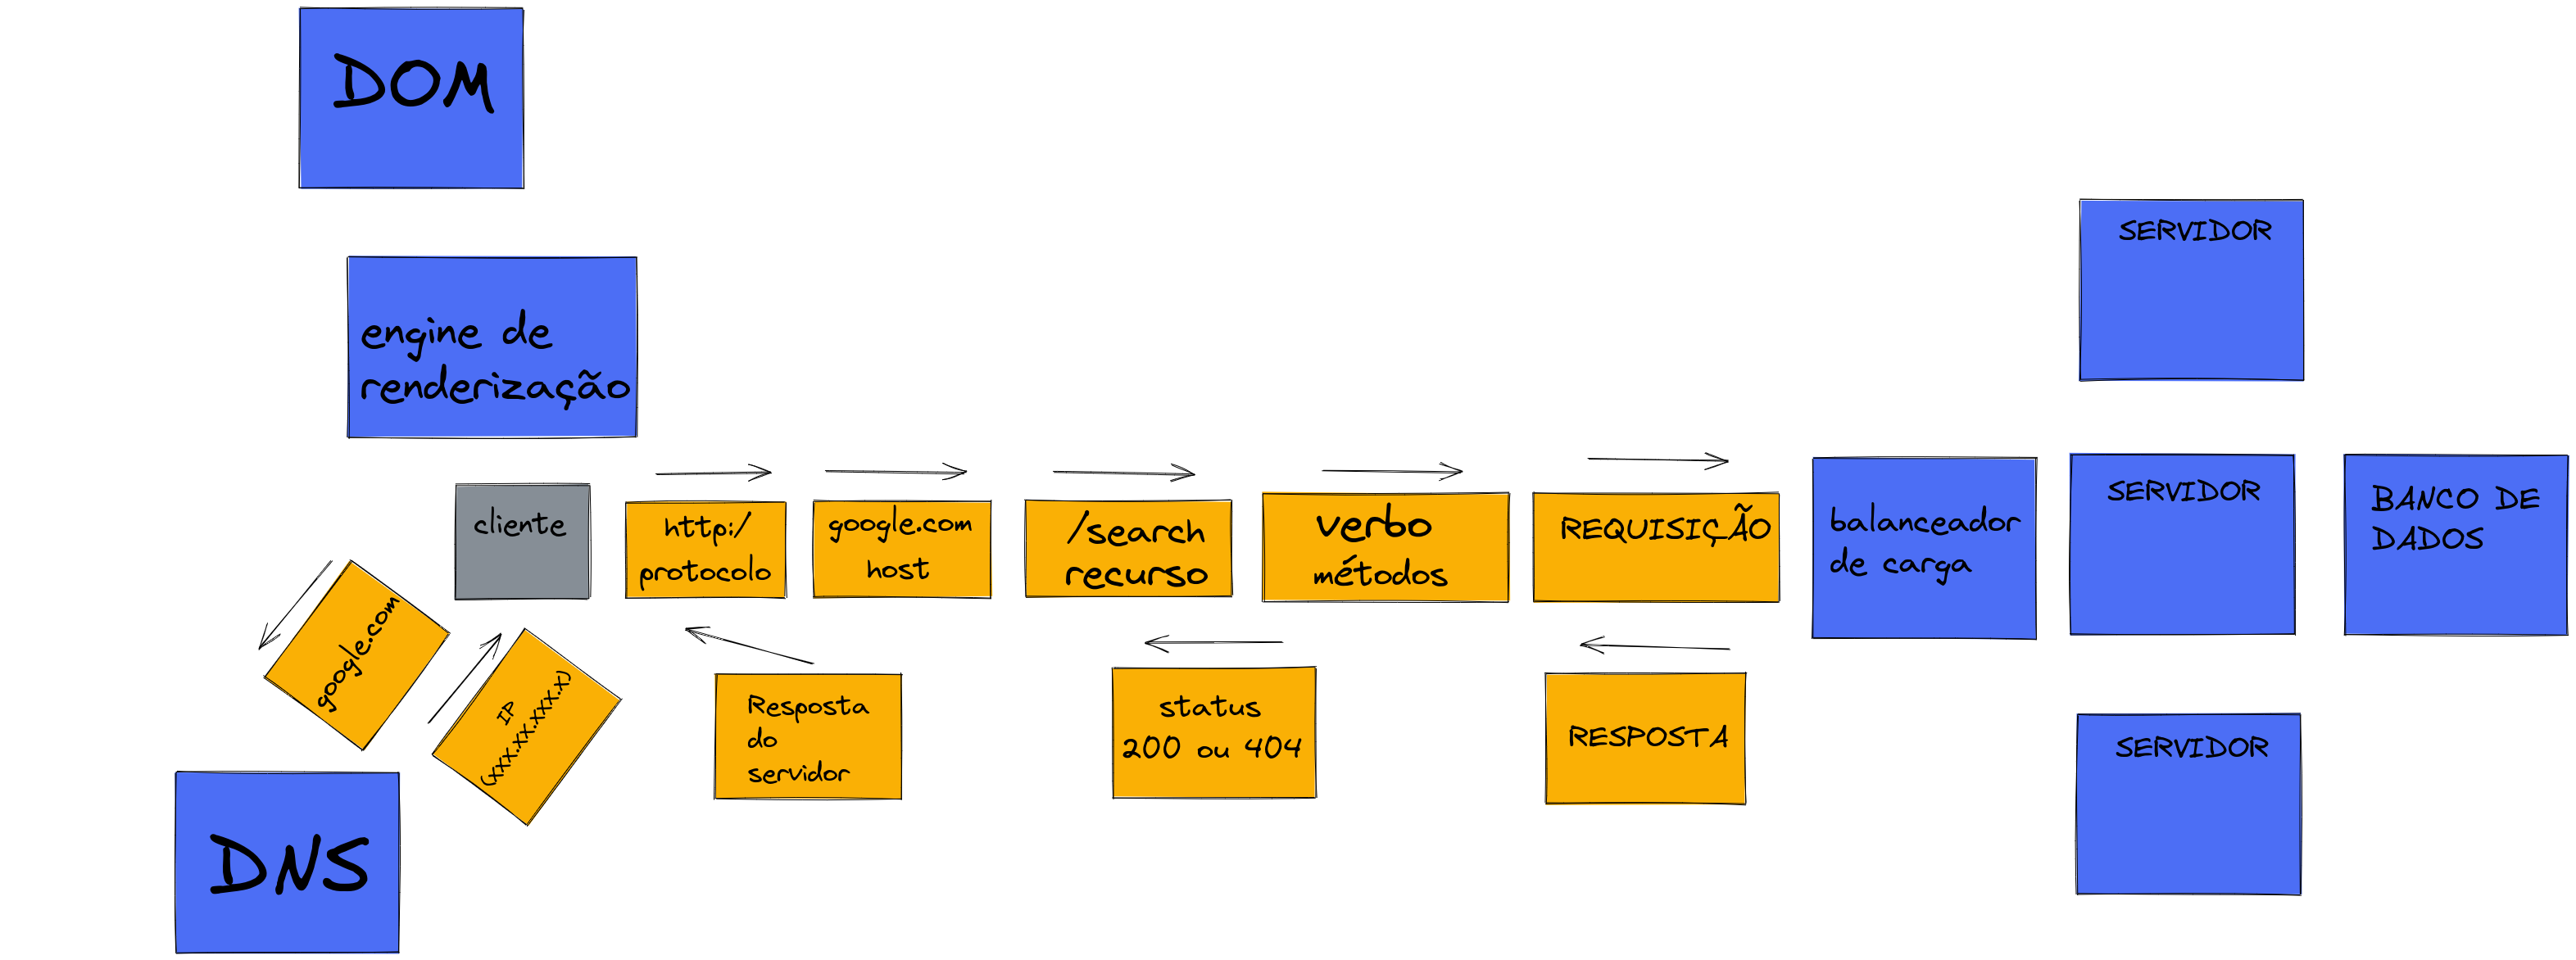 DOM
SERVIDOR
engine de
renderização
cliente
http:/
protocolo
google.com
host
/search
recurso
verbo
métodos
REQUISIÇÃO
balanceador
de carga
SERVIDOR
BANCO DE
DADOS
google.com
IP
(xxx.xx.xxx.x)
Resposta
do
servidor
status
200 ou 404
RESPOSTA
SERVIDOR
DNS